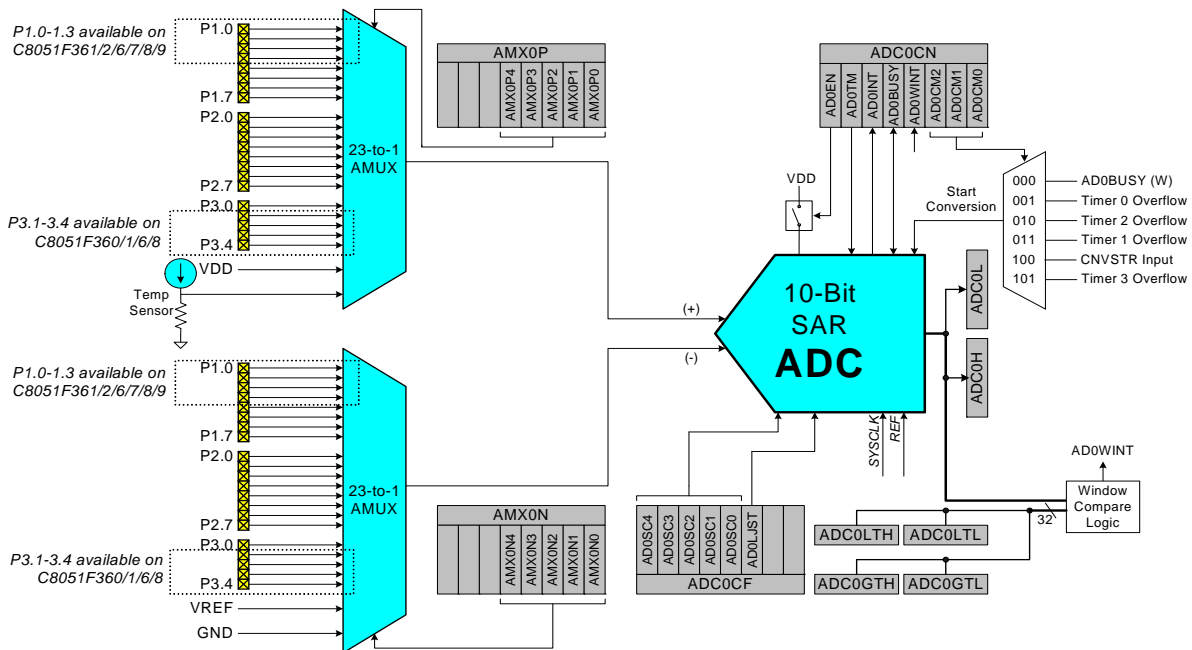 P1.0-1.3 available on
C8051F361/2/6/7/8/9
P1.0
P1.7
P2.0
P2.7
P3.1-3.4 available on
C8051F360/1/6/8
P3.0
P3.4
VDD
Temp
Sensor
23-to-1
AMUX
AMX0P
AMX0P4
AMX0P3
AMX0P2
AMX0P1
AMX0P0
ADC0CN
AD0EN
AD0TM
AD0INT
AD0BUSY
AD0WINT
AD0CM2
AD0CM1
AD0CM0
VDD
Start
Conversion
000
001
010
011
100
101
AD0BUSY (W)
Timer 0 Overflow
Timer 2 Overflow
Timer 1 Overflow
CNVSTR Input
Timer 3 Overflow
(+)
(-)
10-Bit
SAR
ADC
ADC0L
ADC0H
SYSCLK
REF
P1.0-1.3 available on
C8051F361/2/6/7/8/9
P1.0
P1.7
P2.0
P2.7
P3.1-3.4 available on
C8051F360/1/6/8
P3.0
P3.4
VREF
GND
23-to-1
AMUX
AMX0N
AMX0N4
AMX0N3
AMX0N2
AMX0N1
AMX0N0
AD0SC4
AD0SC3
AD0SC2
AD0SC1
AD0SC0
AD0LJST
ADC0CF
AD0WINT
Window
Compare
Logic
32
ADC0LTH
ADC0LTL
ADC0GTH
ADC0GTL